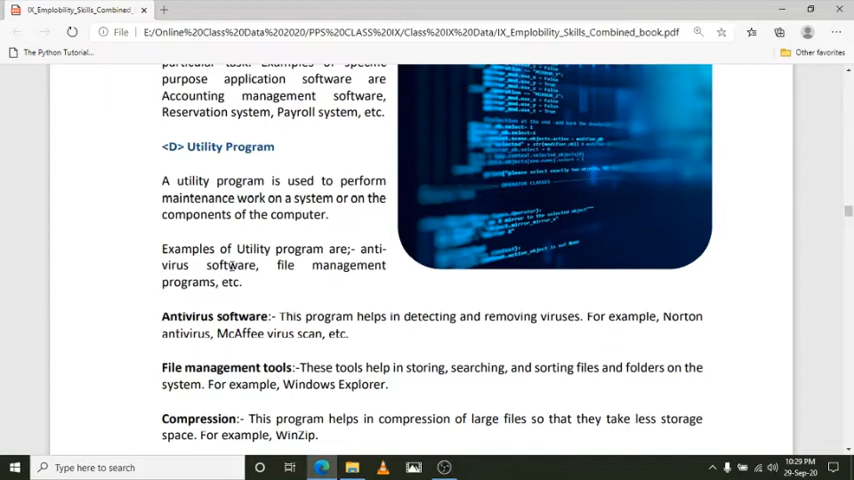 IX_Emplobility_Skills_Combined_
File
E:/Online%20Class%20Data%202020/PPS%20CLASS%20IX/Class%20IX%20Data/IX_Emplobility_Skills_Combined_book.pdf
The Python Tutorial...
Other favorites
particular task. Examples of specific
purpose application software are
Accounting management software,
Reservation system, Payroll system, etc.
<D> Utility Program
A utility program is used to perform
maintenance work on a system or on the
components of the computer.
Examples of Utility program are;- anti-
virus software, file management
programs, etc.
Antivirus software:- This program helps in detecting and removing viruses. For example, Norton
antivirus, McAffee virus scan, etc.
File management tools:-These tools help in storing, searching, and sorting files and folders on the
system. For example, Windows Explorer.
Compression:- This program helps in compression of large files so that they take less storage
space. For example, WinZip.
Type here to search
10:29 PM
29-Sep-20